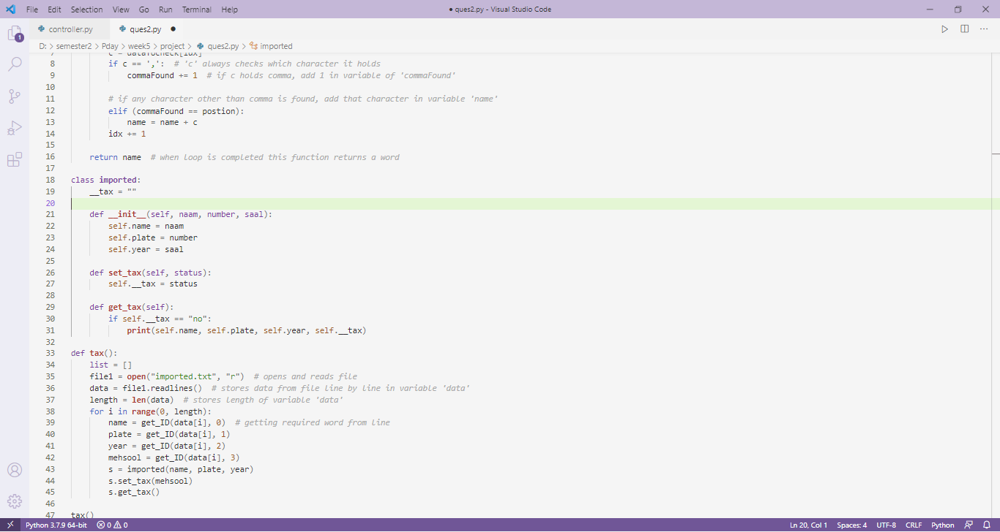 File Edit Selection View Go Run Terminal Help
● ques2.py - Visual Studio Code
controller.py ques2.py ●
D: > semester2 > Pday > week5 > project > ques2.py > imported
1
7 c = dataToCheck[idx]
8 if c == ',': # 'c' always checks which character it holds
9 commaFound += 1 # if c holds comma, add 1 in variable of 'commaFound'
10
11 # if any character other than comma is found, add that character in variable 'name'
12 elif (commaFound == postion):
13 name = name + c
14 idx += 1
15
16 return name # when loop is completed this function returns a word
17
18 class imported:
19 __tax = ""
20
21 def __init__(self, naam, number, saal):
22 self.name = naam
23 self.plate = number
24 self.year = saal
25
26 def set_tax(self, status):
27 self.__tax = status
28
29 def get_tax(self):
30 if self.__tax == "no":
31 print(self.name, self.plate, self.year, self.__tax)
32
33 def tax():
34 list = []
35 file1 = open("imported.txt", "r") # opens and reads file
36 data = file1.readlines() # stores data from file line by line in variable 'data'
37 length = len(data) # stores length of variable 'data'
38 for i in range(0, length):
39 name = get_ID(data[i], 0) # getting required word from line
40 plate = get_ID(data[i], 1)
41 year = get_ID(data[i], 2)
42 mehsool = get_ID(data[i], 3)
43 s = imported(name, plate, year)
44 s.set_tax(mehsool)
45 s.get_tax()
46
47 tax()
Python 3.7.9 64-bit 0 0 Ln 20, Col 1 Spaces: 4 UTF-8 CRLF Python